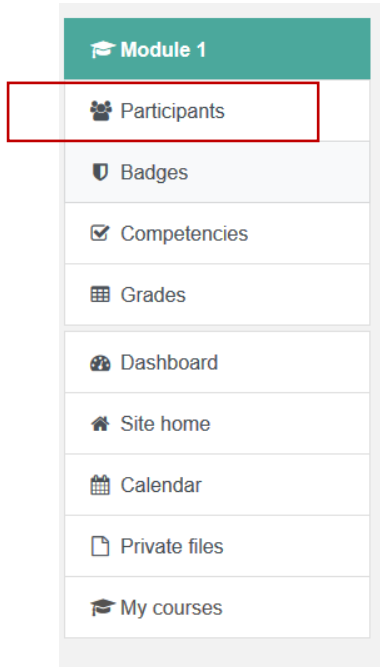 Module 1
Participants
Badges
Competencies
Grades
Dashboard
Site home
Calendar
Private files
My courses